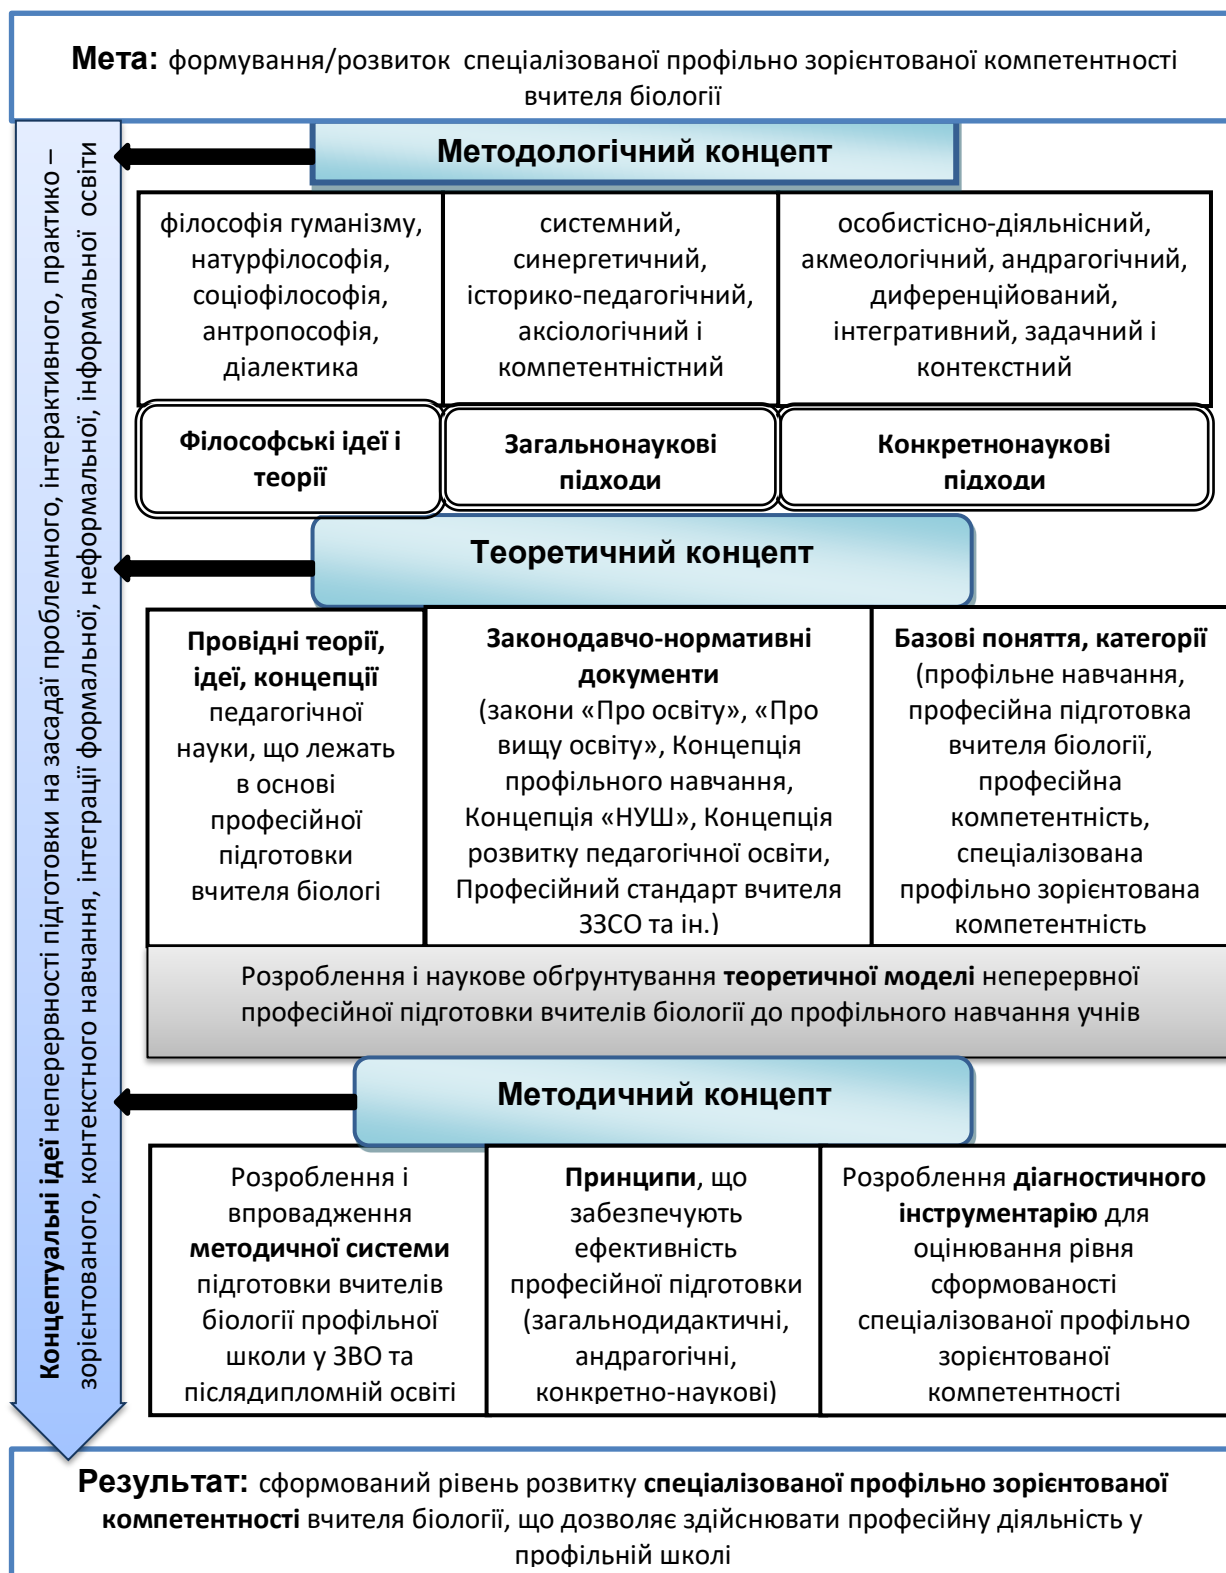 Мета: формування/розвиток спеціалізованої профільно зорієнтованої компетентності
вчителя біології
Концептуальні ідеї неперервності підготовки на засадаї проблемного, інтерактивного, практико –
зорієнтованого, контекстного навчання, інтеграції формальної, неформальної, інформальної освіти
Методологічний концепт
філософія гуманізму,
натурфілософія,
соціофілософія,
антропософія,
діалектика
системний,
синергетичний,
історико-педагогічний,
аксіологічний і
компетентністний
особистісно-діяльнісний,
акмеологічний, андрагогічний,
диференційований,
інтегративний, задачний і
контекстний
Філософські ідеї і
теорії
Загальнонаукові
підходи
Конкретнонаукові
підходи
Теоретичний концепт
Провідні теорії,
ідеї, концепції
педагогічної
науки, що лежать
в основі
професійної
підготовки
вчителя біологі
Законодавчо-нормативні
документи
(закони «Про освіту», «Про
вищу освіту», Концепція
профільного навчання,
Концепція «НУШ», Концепція
розвитку педагогічної освіти,
Професійний стандарт вчителя
ЗЗСО та ін.)
Базові поняття, категорії
(профільне навчання,
професійна підготовка
вчителя біології,
професійна
компетентність,
спеціалізована
профільно зорієнтована
компетентність
Розроблення і наукове обґрунтування теоретичної моделі неперервної
професійної підготовки вчителів біології до профільного навчання учнів
Методичний концепт
Розроблення і
впровадження
методичної системи
підготовки вчителів
біології профільної
школи у ЗВО та
післядипломній освіті
Принципи, що
забезпечують
ефективність
професійної підготовки
(загальнодидактичні,
андрагогічні,
конкретно-наукові)
Розроблення діагностичного
інструментарію для
оцінювання рівня
сформованості
спеціалізованої профільно
зорієнтованої
компетентності
Результат: сформований рівень розвитку спеціалізованої профільно зорієнтованої
компетентності вчителя біології, що дозволяє здійснювати професійну діяльність у
профільній школі